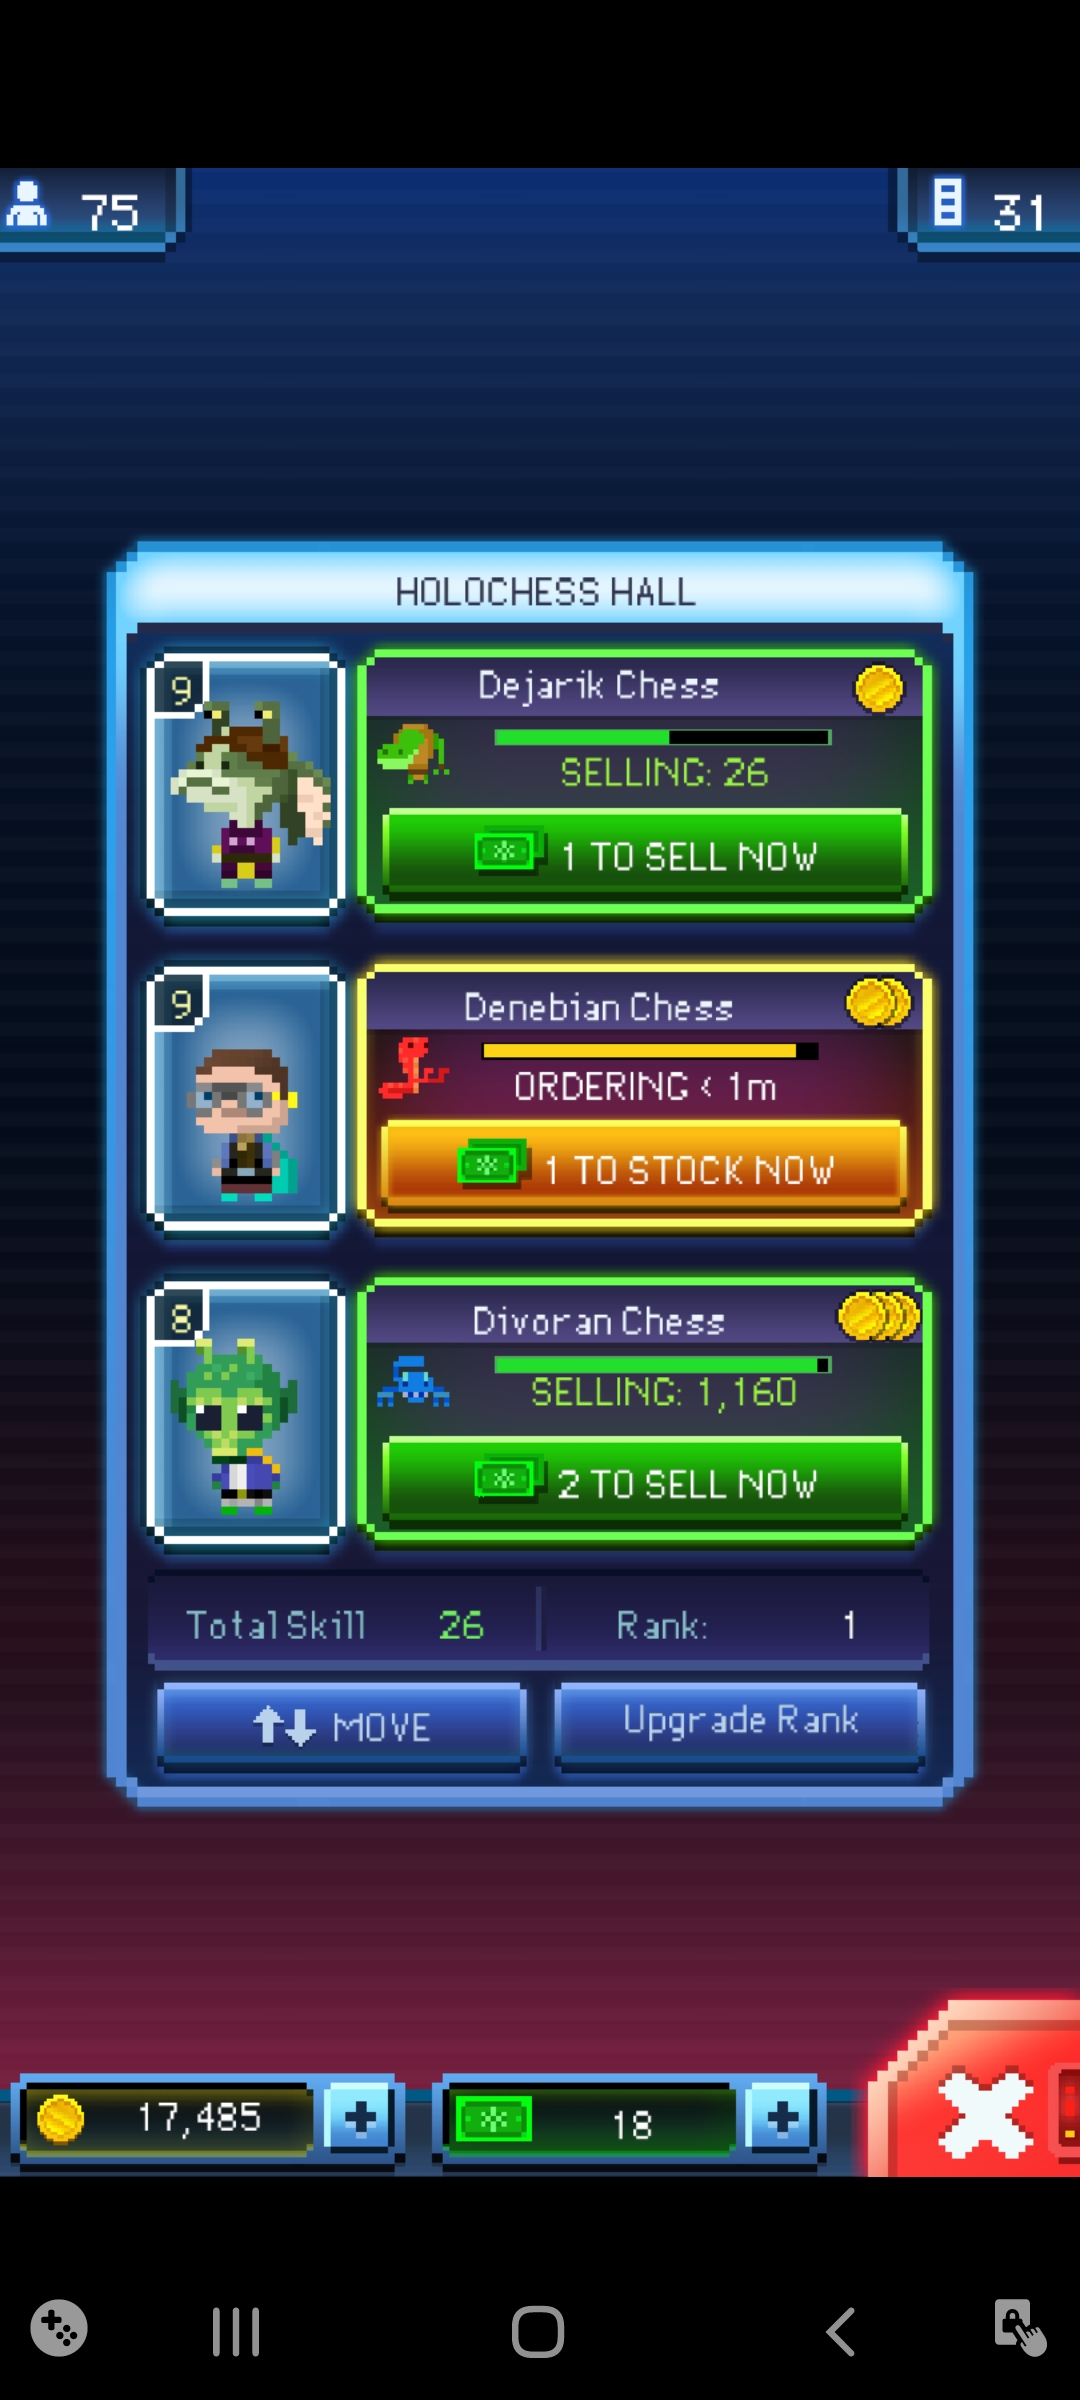 75
31
HOLOCHESS HALL
9
Dejarik Chess
SELLING: 26
1 TO SELL NOW
9
Denebian Chess
ORDERING < 1m
1 TO STOCK NOW
8
Divoran Chess
SELLING: 1,160
2 TO SELL NOW
Total Skill 26 Rank: 1
MOVE Upgrade Rank
17,485 18